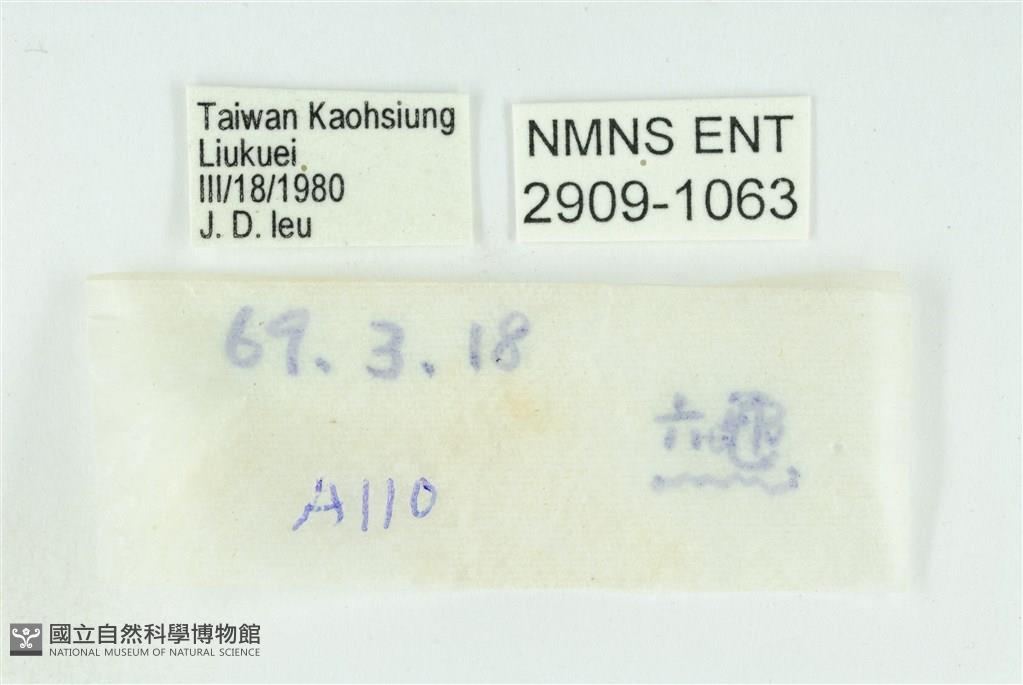 Taiwan Kaohsiung
Liukuei
III/18/1980
J. D. leu
NMNS ENT
2909-1063
69. 3. 18
六龜
A110
國立自然科學博物館
NATIONAL MUSEUM OF NATURAL SCIENCE